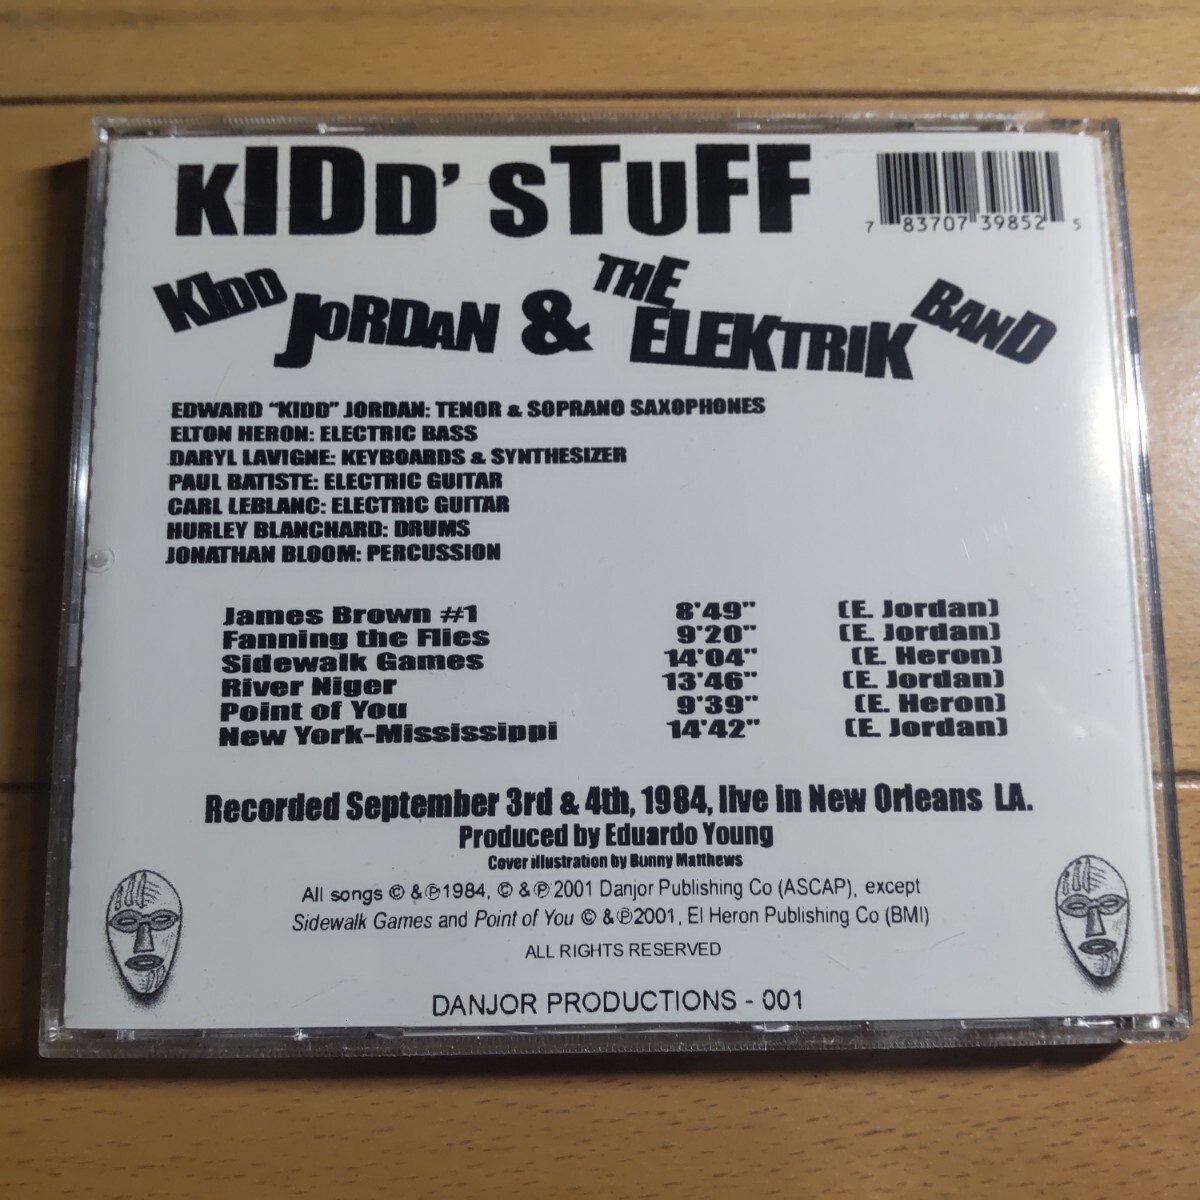 KIDD' STUFF
7 83707 39852 5
KIDD JORDAN & THE ELEKTRIK BAND
EDWARD "KIDD" JORDAN: TENOR & SOPRANO SAXOPHONES
ELTON HERON: ELECTRIC BASS
DARYL LAVIGNE: KEYBOARDS & SYNTHESIZER
PAUL BATISTE: ELECTRIC GUITAR
CARL LEBLANC: ELECTRIC GUITAR
HURLEY BLANCHARD: DRUMS
JONATHAN BLOOM: PERCUSSION
James Brown #1 8'49" (E. Jordan)
Fanning the Flies 9'20" (E. Jordan)
Sidewalk Games 14'04" (E. Heron)
River Niger 13'46" (E. Jordan)
Point of You 9'39" (E. Heron)
New York-Mississippi 14'42" (E. Jordan)
Recorded September 3rd & 4th, 1984, live in New Orleans LA.
Produced by Eduardo Young
Cover illustration by Bunny Matthews
All songs © & ℗1984, © & ℗2001 Danjor Publishing Co (ASCAP), except
Sidewalk Games and Point of You © & ℗2001, El Heron Publishing Co (BMI)
ALL RIGHTS RESERVED
DANJOR PRODUCTIONS - 001